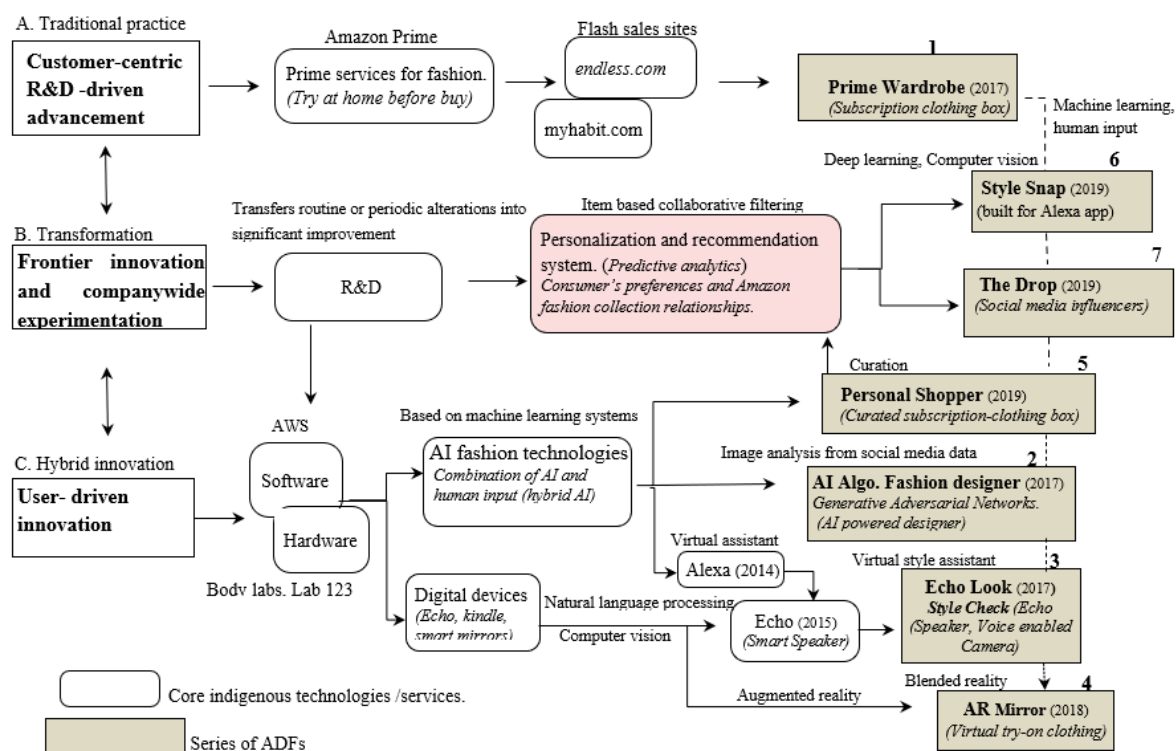 A. Traditional practice
Customer-centric
R&D -driven
advancement
Amazon Prime
Prime services for fashion.
(Try at home before buy)
Flash sales sites
endless.com
myhabit.com
1
Prime Wardrobe (2017)
(Subscription clothing box)
Machine learning,
human input
Deep learning, Computer vision
6
Style Snap (2019)
(built for Alexa app)
B. Transformation
Frontier innovation
and companywide
experimentation
Transfers routine or periodic alterations into
significant improvement
R&D
Item based collaborative filtering
Personalization and recommendation
system. (Predictive analytics)
Consumer's preferences and Amazon
fashion collection relationships.
7
The Drop (2019)
(Social media influencers)
Curation
5
Personal Shopper (2019)
(Curated subscription-clothing box)
C. Hybrid innovation
User- driven
innovation
AWS
Software
Hardware
Body labs. Lab 123
Based on machine learning systems
AI fashion technologies
Combination of AI and
human input (hybrid AI)
Image analysis from social media data
2
AI Algo. Fashion designer (2017)
Generative Adversarial Networks.
(AI powered designer)
Virtual assistant
Alexa (2014)
Digital devices
(Echo, kindle,
smart mirrors)
Natural language processing
Computer vision
Echo (2015)
(Smart Speaker)
Virtual style assistant
3
Echo Look (2017)
Style Check (Echo
(Speaker, Voice enabled
Camera)
Augmented reality
Blended reality
4
AR Mirror (2018)
(Virtual try-on clothing)
Core indigenous technologies /services.
Series of ADFs